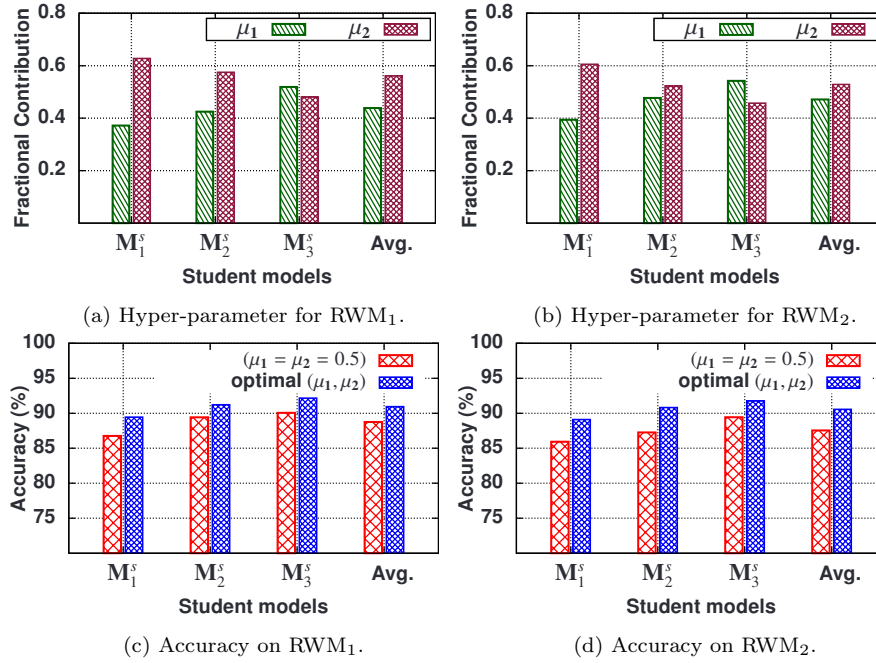 0.8
0.6
0.4
0.2
Fractional Contribution
μ₁ μ₂
M₁ˢ M₂ˢ M₃ˢ Avg.
Student models
(a) Hyper-parameter for RWM₁.
0.8
0.6
0.4
0.2
Fractional Contribution
μ₁ μ₂
M₁ˢ M₂ˢ M₃ˢ Avg.
Student models
(b) Hyper-parameter for RWM₂.
100
95
90
85
80
75
Accuracy (%)
(μ₁ = μ₂ = 0.5)
optimal (μ₁, μ₂)
M₁ˢ M₂ˢ M₃ˢ Avg.
Student models
(c) Accuracy on RWM₁.
100
95
90
85
80
75
Accuracy (%)
(μ₁ = μ₂ = 0.5)
optimal (μ₁, μ₂)
M₁ˢ M₂ˢ M₃ˢ Avg.
Student models
(d) Accuracy on RWM₂.